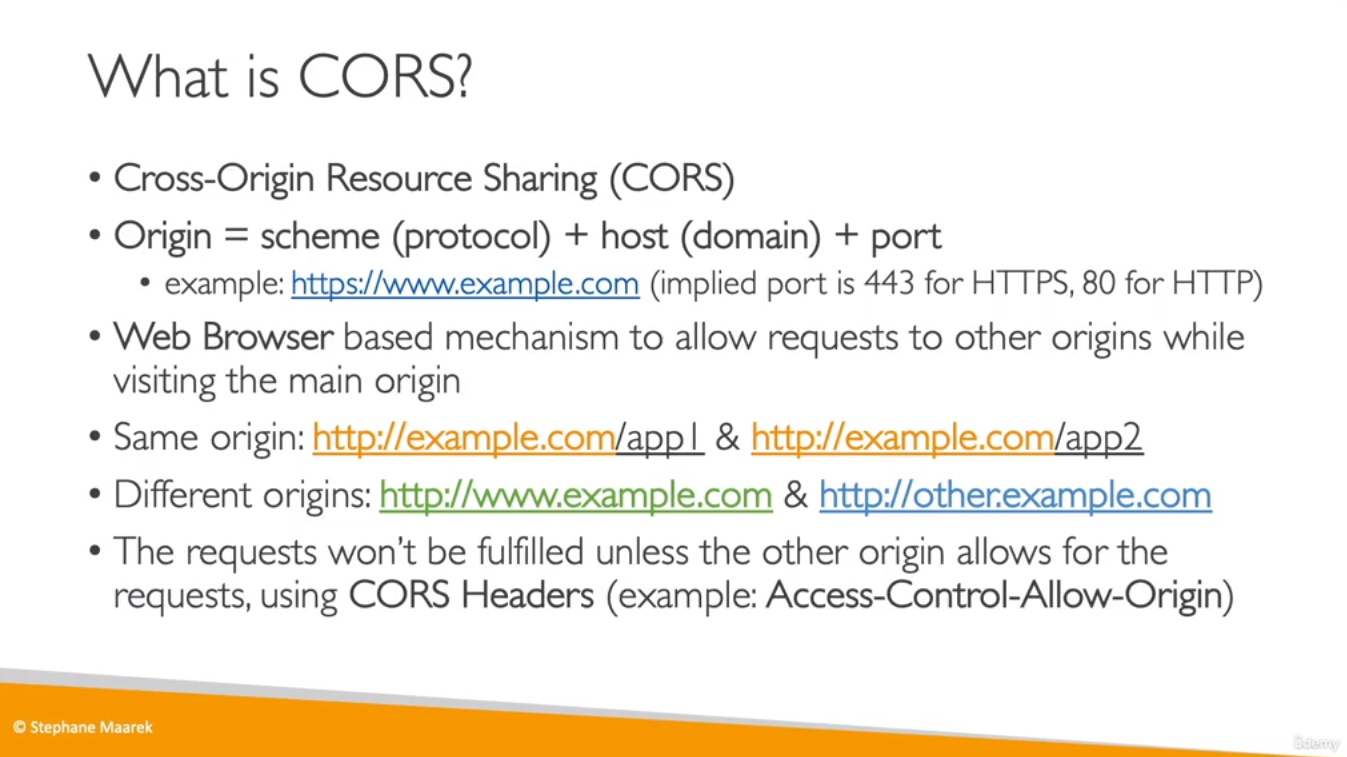 What is CORS?
• Cross-Origin Resource Sharing (CORS)
• Origin = scheme (protocol) + host (domain) + port
• example: https://www.example.com (implied port is 443 for HTTPS, 80 for HTTP)
• Web Browser based mechanism to allow requests to other origins while
visiting the main origin
• Same origin: http://example.com/app1 & http://example.com/app2
• Different origins: http://www.example.com & http://other.example.com
• The requests won’t be fulfilled unless the other origin allows for the
requests, using CORS Headers (example: Access-Control-Allow-Origin)
© Stephane Maarek
ûdemy